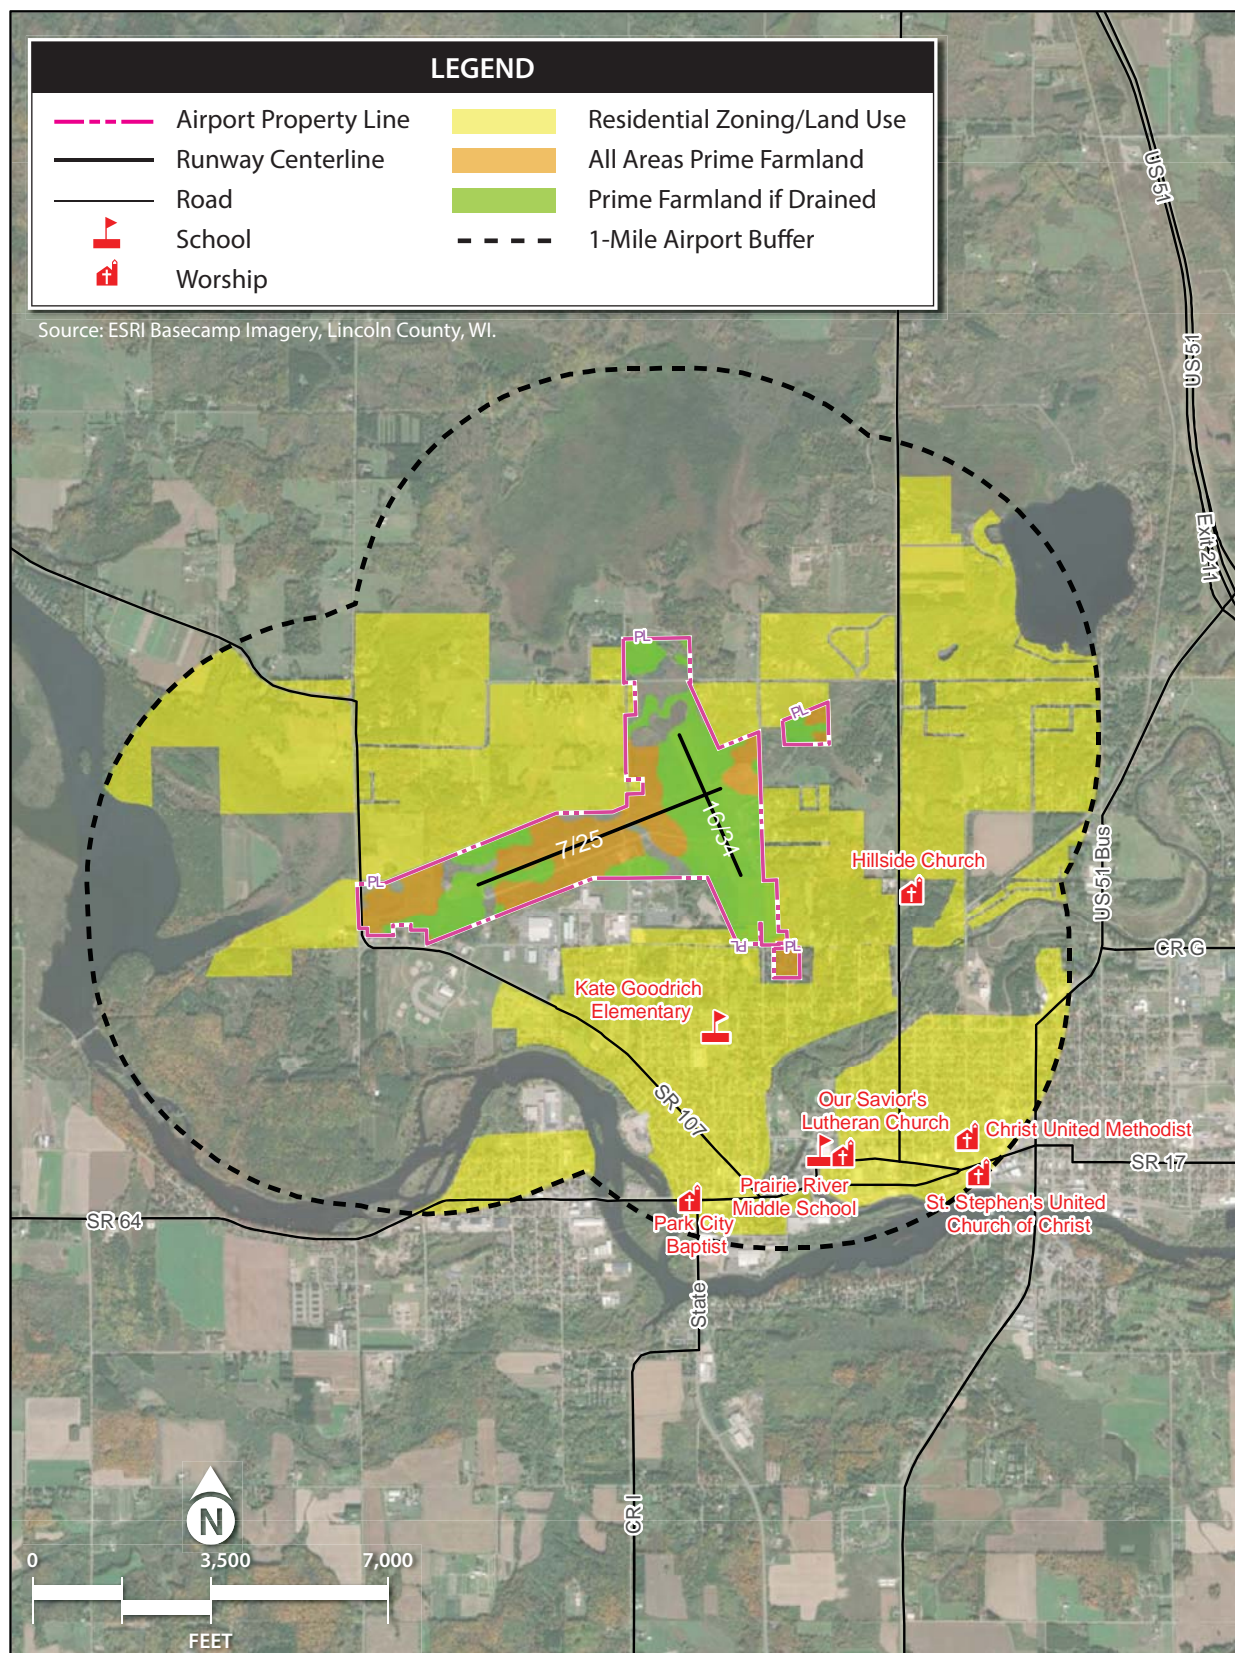 LEGEND
Airport Property Line
Runway Centerline
Road
School
Worship
Residential Zoning/Land Use
All Areas Prime Farmland
Prime Farmland if Drained
1-Mile Airport Buffer
Source: ESRI Basecamp Imagery, Lincoln County, WI.
US 51
US 51
Exit 211
PL
PL
7/25
16/34
PL
Hillside Church
US 51 Bus
PL
PL
CR G
Kate Goodrich
Elementary
SR 107
Our Savior's
Lutheran Church
Christ United Methodist
SR 17
Prairie River
Middle School
St. Stephen's United
Church of Christ
SR 64
Park City
Baptist
State
CR I
N
0
3,500
7,000
FEET